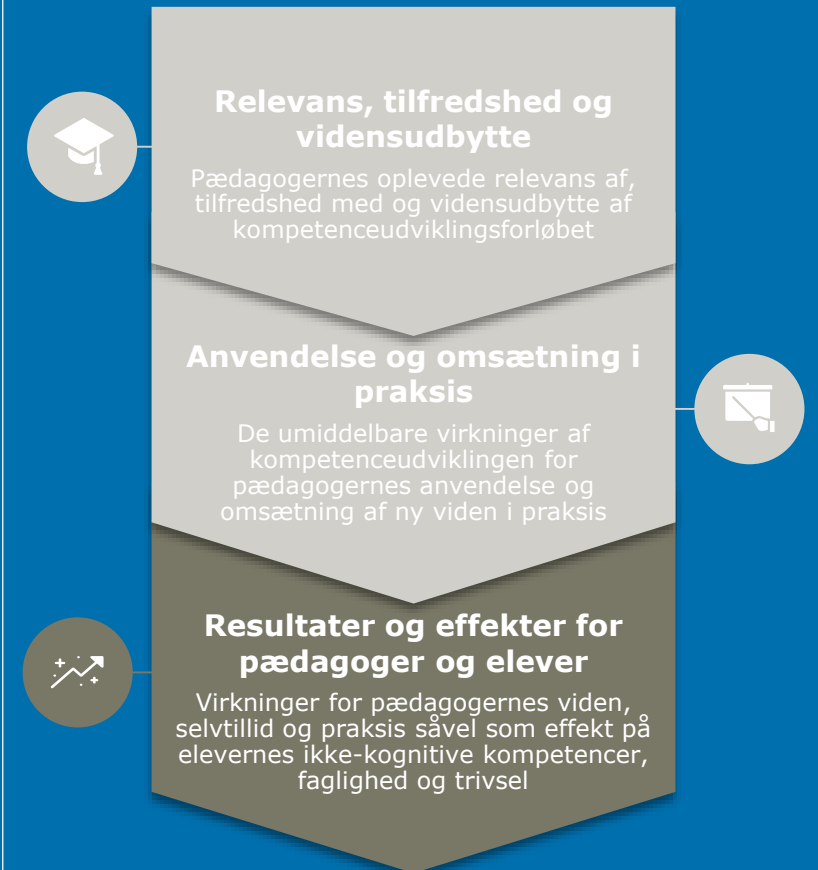 Relevans, tilfredshed og
vidensudbytte
Pædagogernes oplevede relevans af,
tilfredshed med og vidensudbytte af
kompetenceudviklingsforløbet
Anvendelse og omsætning i
praksis
De umiddelbare virkninger af
kompetenceudviklingen for
pædagogernes anvendelse og
omsætning af ny viden i praksis
Resultater og effekter for
pædagoger og elever
Virkninger for pædagogernes viden,
selvtillid og praksis såvel som effekt på
elevernes ikke-kognitive kompetencer,
faglighed og trivsel